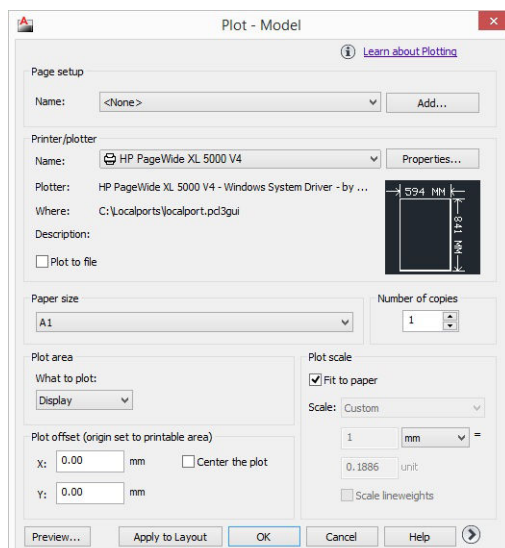 Plot - Model
Learn about Plotting
Page setup
Name: <None> Add...
Printer/plotter
Name: HP PageWide XL 5000 V4 Properties...
Plotter: HP PageWide XL 5000 V4 - Windows System Driver - by ...
Where: C:\Localports\localport.pcl3gui
Description:
Plot to file
594 MM
841 MM
Paper size
A1
Number of copies
1
Plot area
What to plot:
Display
Plot scale
Fit to paper
Scale: Custom
1 mm =
0.1886 unit
Scale lineweights
Plot offset (origin set to printable area)
X: 0.00 mm Center the plot
Y: 0.00 mm
Preview... Apply to Layout OK Cancel Help